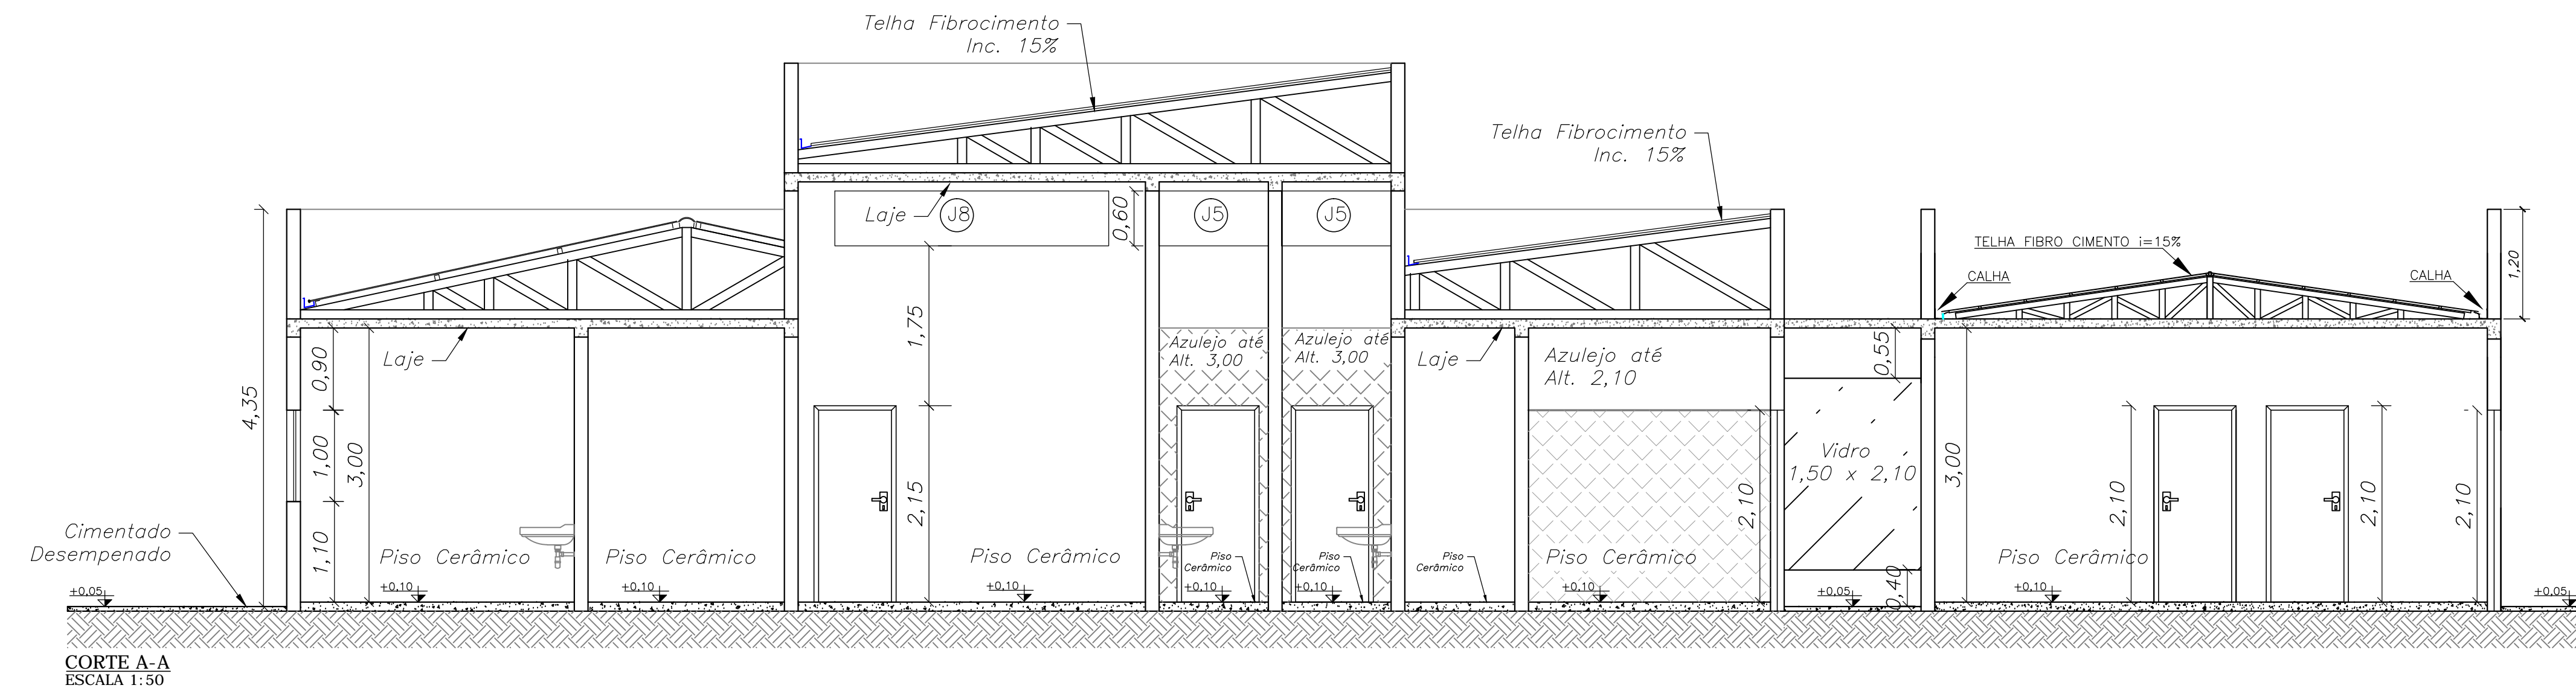 Telha Fibrocimento
Inc. 15%
Telha Fibrocimento
Inc. 15%
TELHA FIBRO CIMENTO i=15%
CALHA
CALHA
1,20
Laje
J8
0,60
J5
J5
4,35
0,90
1,00
1,10
3,00
Laje
1,75
2,15
Azulejo até
Alt. 3,00
Azulejo até
Alt. 3,00
Laje
Azulejo até
Alt. 2,10
0,55
Vidro
1,50 x 2,10
0,40
2,10
3,00
2,10
2,10
2,10
Cimentado
Desempenado
Piso Cerâmico
Piso Cerâmico
Piso Cerâmico
Piso
Cerâmico
Piso
Cerâmico
Piso
Cerâmico
Piso Cerâmico
Piso Cerâmico
+0,05
+0,10
+0,10
+0,10
+0,10
+0,10
+0,10
+0,05
+0,10
+0,05
CORTE A-A
ESCALA 1:50